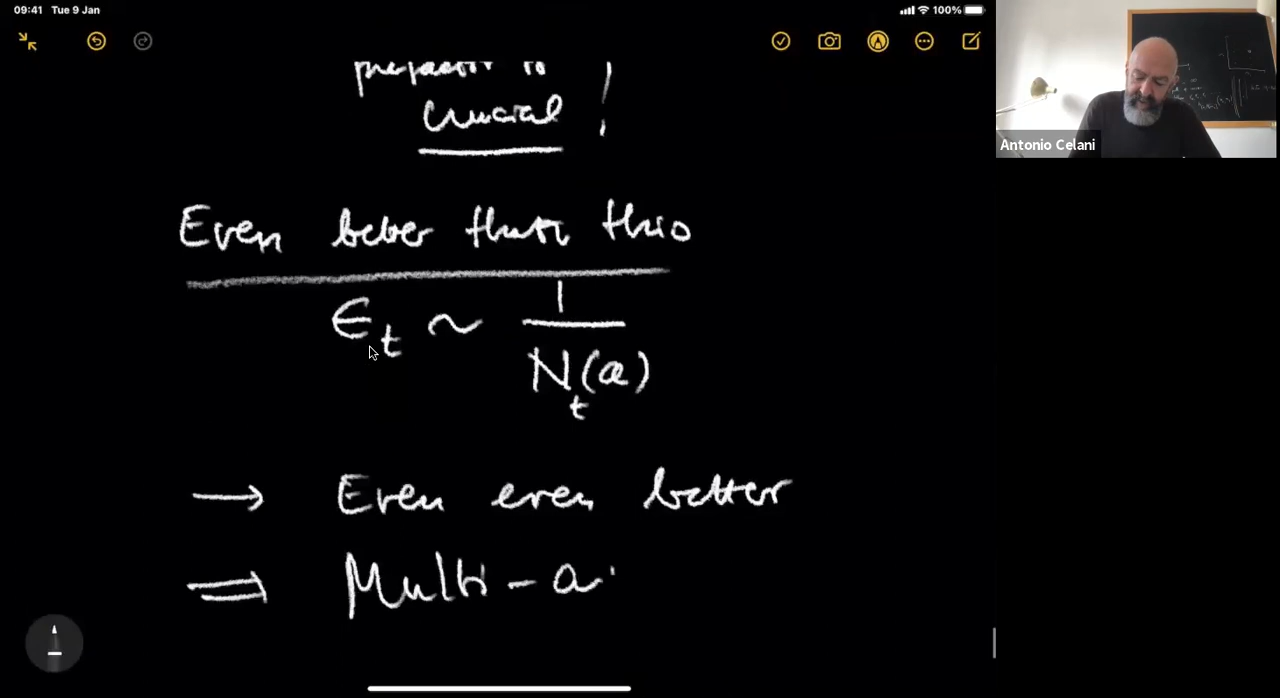 09:41 Tue 9 Jan
100%
crucial !
Even better than this
ϵ_t ~ 1 / N_t(a)
→ Even even better
⇒ Multi-a
Antonio Celani